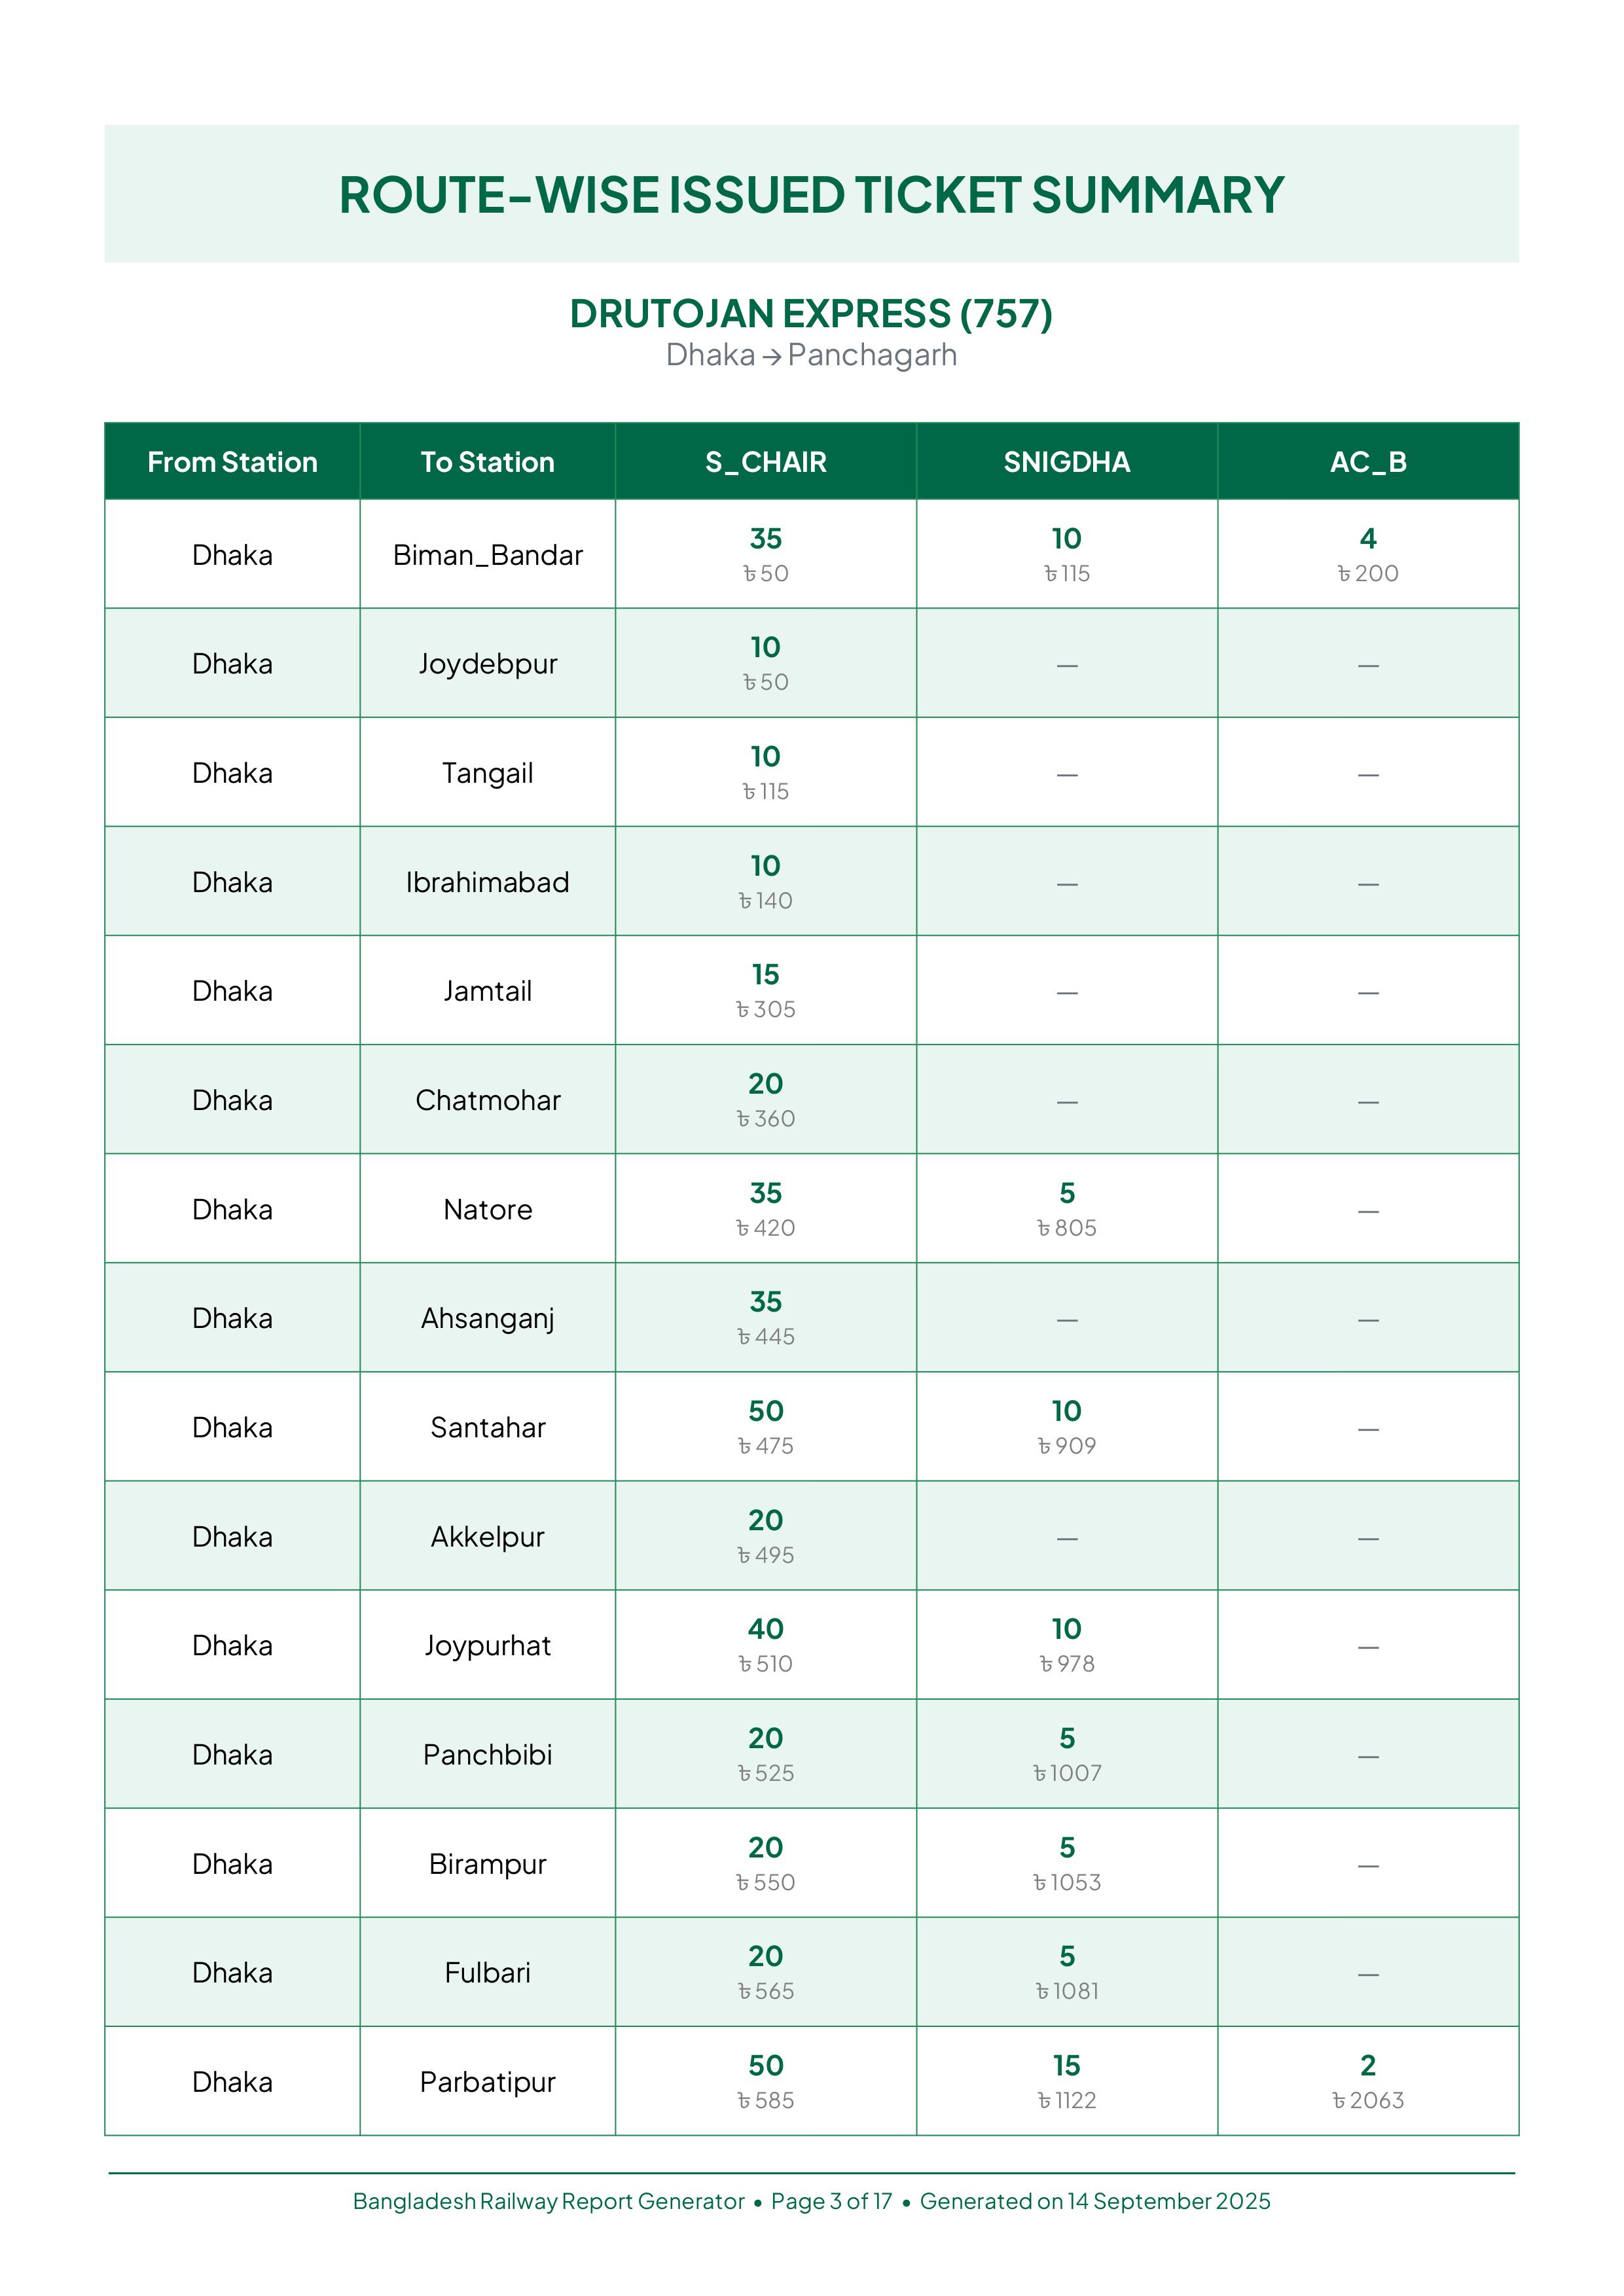 ROUTE-WISE ISSUED TICKET SUMMARY
DRUTOJAN EXPRESS (757)
Dhaka → Panchagarh
From Station To Station S_CHAIR SNIGDHA AC_B
Dhaka Biman_Bandar 35 10 4
৳ 50 ৳ 115 ৳ 200
Dhaka Joydebpur 10 — —
৳ 50
Dhaka Tangail 10 — —
৳ 115
Dhaka Ibrahimabad 10 — —
৳ 140
Dhaka Jamtail 15 — —
৳ 305
Dhaka Chatmohar 20 — —
৳ 360
Dhaka Natore 35 5 —
৳ 420 ৳ 805
Dhaka Ahsanganj 35 — —
৳ 445
Dhaka Santahar 50 10 —
৳ 475 ৳ 909
Dhaka Akkelpur 20 — —
৳ 495
Dhaka Joypurhat 40 10 —
৳ 510 ৳ 978
Dhaka Panchbibi 20 5 —
৳ 525 ৳ 1007
Dhaka Birampur 20 5 —
৳ 550 ৳ 1053
Dhaka Fulbari 20 5 —
৳ 565 ৳ 1081
Dhaka Parbatipur 50 15 2
৳ 585 ৳ 1122 ৳ 2063
Bangladesh Railway Report Generator • Page 3 of 17 • Generated on 14 September 2025